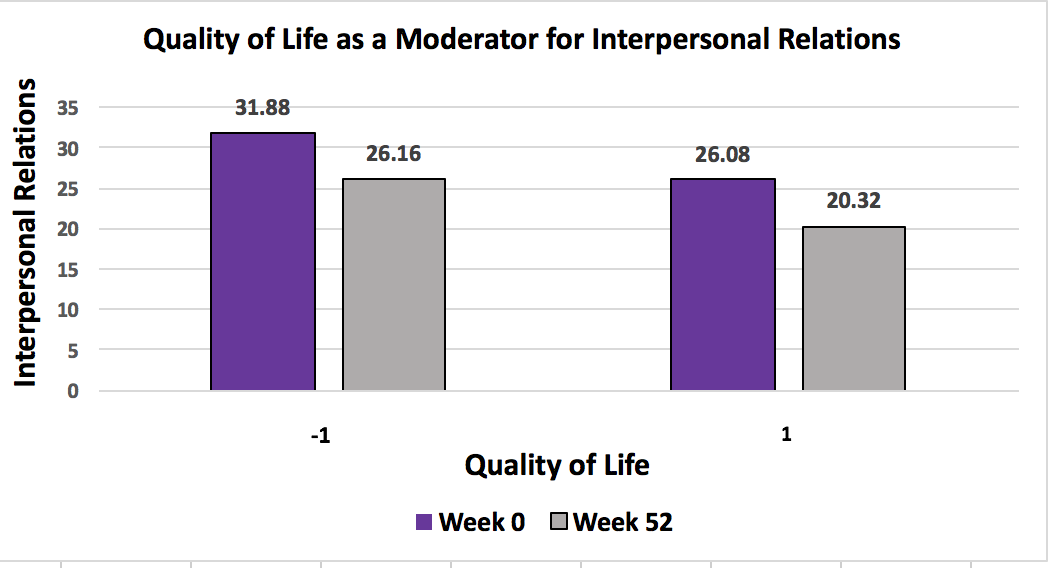 Quality of Life as a Moderator for Interpersonal Relations
Interpersonal Relations
35
30
25
20
15
10
5
0
31.88
26.16
26.08
20.32
-1
1
Quality of Life
Week 0
Week 52